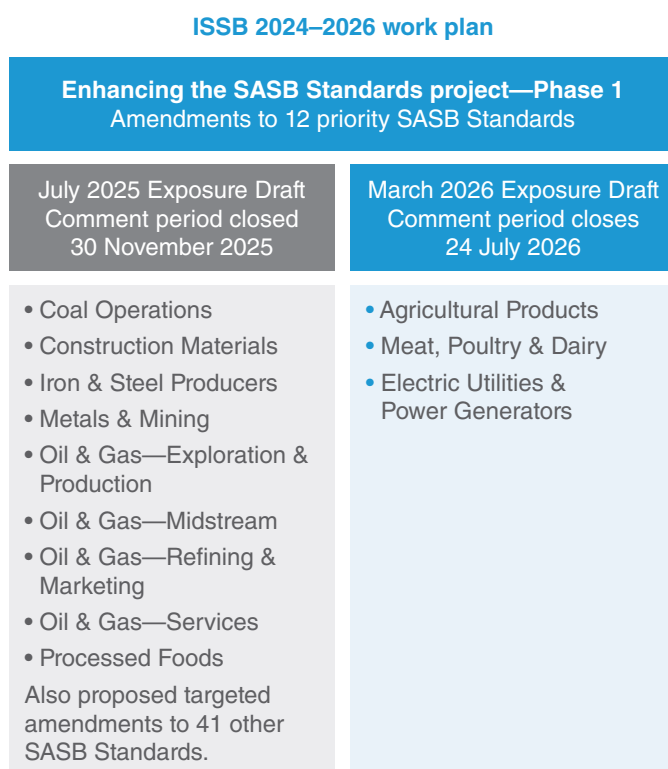 ISSB 2024–2026 work plan
Enhancing the SASB Standards project—Phase 1
Amendments to 12 priority SASB Standards
July 2025 Exposure Draft
Comment period closed
30 November 2025
• Coal Operations
• Construction Materials
• Iron & Steel Producers
• Metals & Mining
• Oil & Gas—Exploration &
Production
• Oil & Gas—Midstream
• Oil & Gas—Refining &
Marketing
• Oil & Gas—Services
• Processed Foods
Also proposed targeted
amendments to 41 other
SASB Standards.
March 2026 Exposure Draft
Comment period closes
24 July 2026
• Agricultural Products
• Meat, Poultry & Dairy
• Electric Utilities &
Power Generators